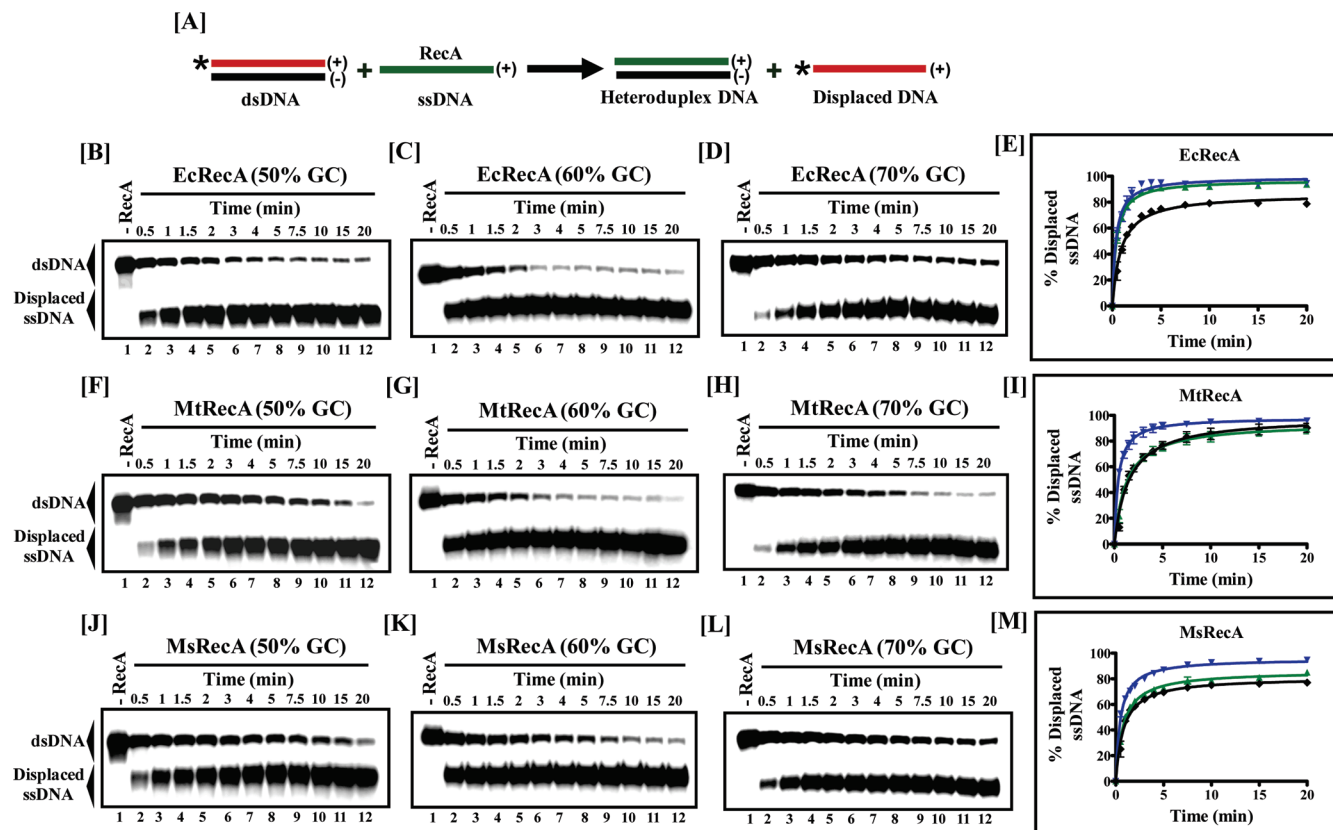 [A]
* (+) (-) dsDNA + RecA (+) ssDNA (+) (-) Heteroduplex DNA + * (+) Displaced DNA
[B]
EcRecA (50% GC)
Time (min)
- RecA 0.5 1 1.5 2 3 4 5 7.5 10 15 20
dsDNA
Displaced
ssDNA
1 2 3 4 5 6 7 8 9 10 11 12
[C]
EcRecA (60% GC)
Time (min)
- RecA 0.5 1 1.5 2 3 4 5 7.5 10 15 20
1 2 3 4 5 6 7 8 9 10 11 12
[D]
EcRecA (70% GC)
Time (min)
- RecA 0.5 1 1.5 2 3 4 5 7.5 10 15 20
1 2 3 4 5 6 7 8 9 10 11 12
[E]
EcRecA
% Displaced
ssDNA
100
80
60
40
20
0
0 5 10 15 20
Time (min)
[F]
MtRecA (50% GC)
Time (min)
- RecA 0.5 1 1.5 2 3 4 5 7.5 10 15 20
dsDNA
Displaced
ssDNA
1 2 3 4 5 6 7 8 9 10 11 12
[G]
MtRecA (60% GC)
Time (min)
- RecA 0.5 1 1.5 2 3 4 5 7.5 10 15 20
1 2 3 4 5 6 7 8 9 10 11 12
[H]
MtRecA (70% GC)
Time (min)
- RecA 0.5 1 1.5 2 3 4 5 7.5 10 15 20
1 2 3 4 5 6 7 8 9 10 11 12
[I]
MtRecA
% Displaced
ssDNA
100
80
60
40
20
0
0 5 10 15 20
Time (min)
[J]
MsRecA (50% GC)
Time (min)
- RecA 0.5 1 1.5 2 3 4 5 7.5 10 15 20
dsDNA
Displaced
ssDNA
1 2 3 4 5 6 7 8 9 10 11 12
[K]
MsRecA (60% GC)
Time (min)
- RecA 0.5 1 1.5 2 3 4 5 7.5 10 15 20
1 2 3 4 5 6 7 8 9 10 11 12
[L]
MsRecA (70% GC)
Time (min)
- RecA 0.5 1 1.5 2 3 4 5 7.5 10 15 20
1 2 3 4 5 6 7 8 9 10 11 12
[M]
MsRecA
% Displaced
ssDNA
100
80
60
40
20
0
0 5 10 15 20
Time (min)